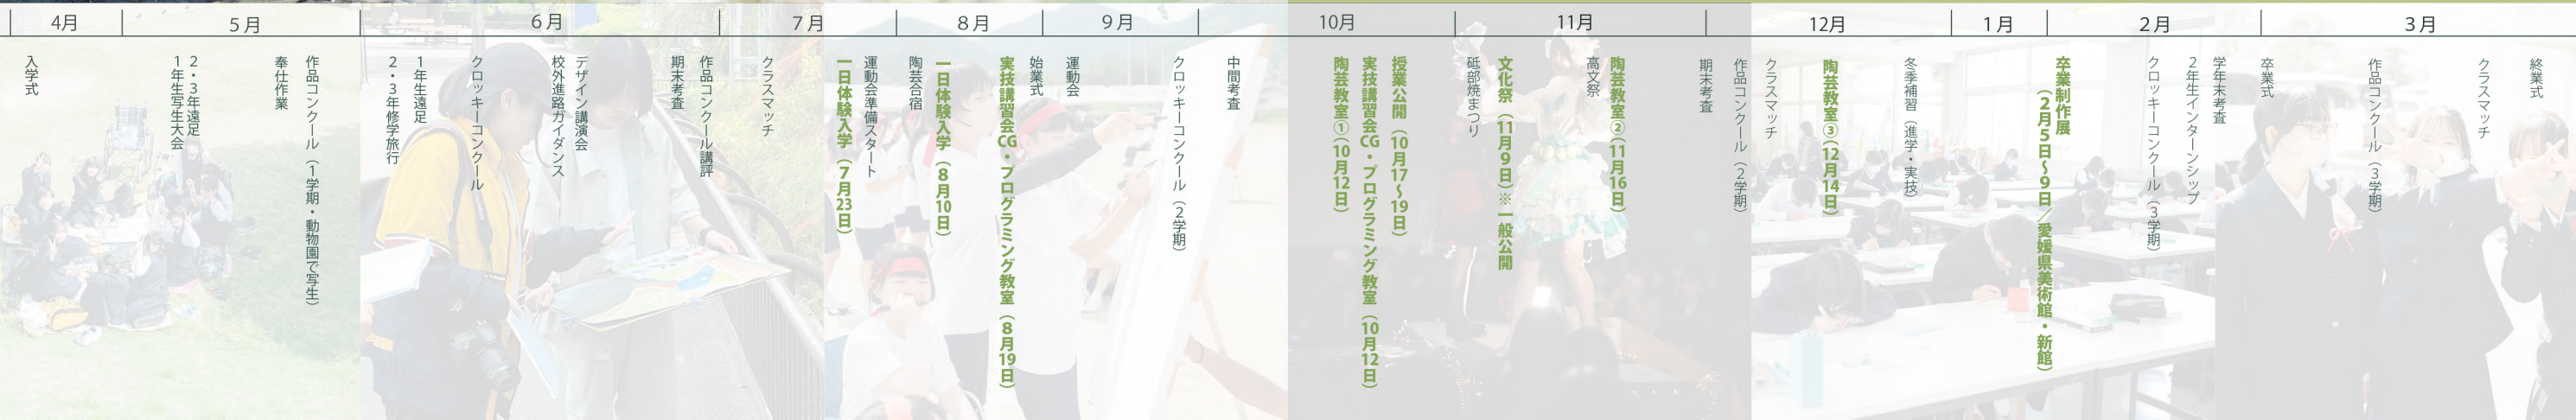 4月
5月
6月
7月
8月
9月
10月
11月
12月
1月
2月
3月
入学式
2・3年遠足
1年生写生大会
奉仕作業
作品コンクール（1学期・動物園で写生）
2・3年修学旅行
1年生遠足
クロッキーコンクール
校外進路ガイダンス
デザイン講演会
期末考査
作品コンクール講評
クラスマッチ
一日体験入学（7月23日）
運動会準備スタート
陶芸合宿
一日体験入学（8月10日）
実技講習会CG・プログラミング教室（8月19日）
始業式
運動会
クロッキーコンクール（2学期）
中間考査
陶芸教室①（10月12日）
実技講習会CG・プログラミング教室（10月12日）
授業公開（10月17～19日）
砥部焼まつり
文化祭（11月9日）※一般公開
高文祭
陶芸教室②（11月16日）
期末考査
作品コンクール（2学期）
クラスマッチ
陶芸教室③（12月14日）
冬季補習（進学・実技）
卒業制作展
（2月5日～9日／愛媛県美術館・新館）
クロッキーコンクール（3学期）
2年生インターンシップ
学年末考査
卒業式
作品コンクール（3学期）
クラスマッチ
終業式